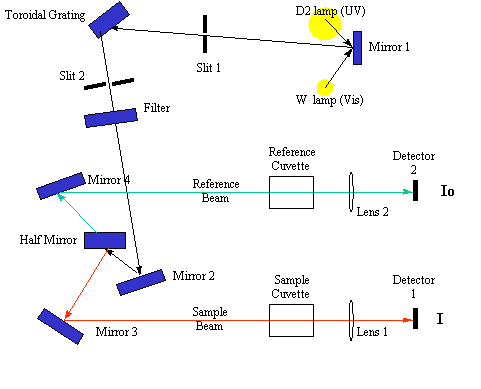 D2 lamp (UV)
Toroidal Grating
Mirror 1
Slit 1
Slit 2
W lamp (Vis)
Filter
Reference
Cuvette
Detector
2
Mirror 4
Reference
Beam
Io
Lens 2
Half Mirror
Mirror 2
Sample
Cuvette
Detector
1
Sample
Beam
I
Mirror 3
Lens 1